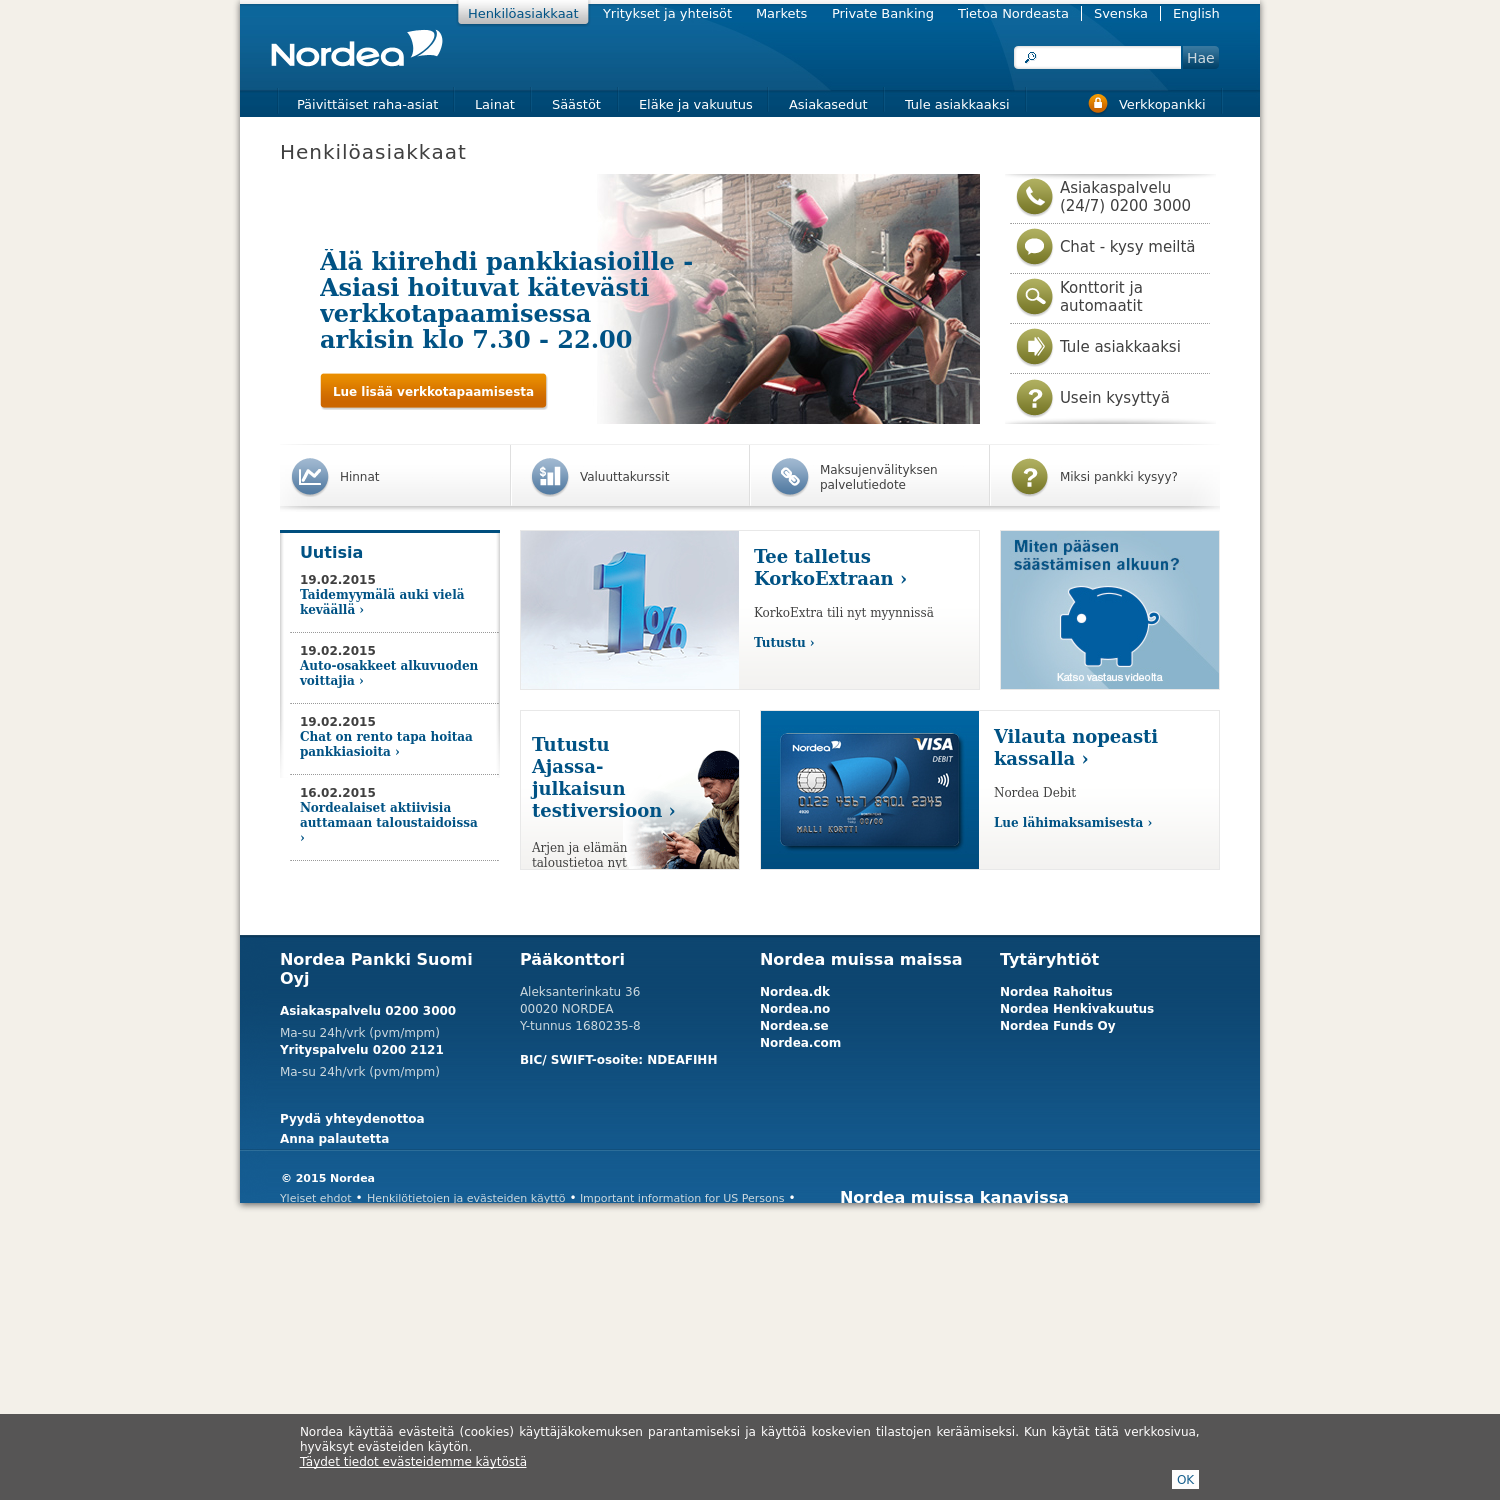 Henkilöasiakkaat
Yritykset ja yhteisöt
Markets
Private Banking
Tietoa Nordeasta
Svenska
English
Nordea
Hae
Päivittäiset raha-asiat
Lainat
Säästöt
Eläke ja vakuutus
Asiakasedut
Tule asiakkaaksi
Verkkopankki
Henkilöasiakkaat
Älä kiirehdi pankkiasioille -
Asiasi hoituvat kätevästi
verkkotapaamisessa
arkisin klo 7.30 - 22.00
Lue lisää verkkotapaamisesta
Asiakaspalvelu
(24/7) 0200 3000
Chat - kysy meiltä
Konttorit ja
automaatit
Tule asiakkaaksi
Usein kysyttyä
Hinnat
Valuuttakurssit
Maksujenvälityksen
palvelutiedote
Miksi pankki kysyy?
Uutisia
19.02.2015
Taidemyymälä auki vielä
keväällä ›
19.02.2015
Auto-osakkeet alkuvuoden
voittajia ›
19.02.2015
Chat on rento tapa hoitaa
pankkiasioita ›
16.02.2015
Nordealaiset aktiivisia
auttamaan taloustaidoissa
›
1%
Tee talletus
KorkoExtraan ›
KorkoExtra tili nyt myynnissä
Tutustu ›
Miten pääsen
säästämisen alkuun?
Katso vastaus videolta
Tutustu
Ajassa-
julkaisun
testiversioon ›
Arjen ja elämän
taloustietoa nyt
Nordea
VISA
DEBIT
0123 4567 8901 2345
00/00
MALLI KORTTI
Vilauta nopeasti
kassalla ›
Nordea Debit
Lue lähimaksamisesta ›
Nordea Pankki Suomi
Oyj
Asiakaspalvelu 0200 3000
Ma-su 24h/vrk (pvm/mpm)
Yrityspalvelu 0200 2121
Ma-su 24h/vrk (pvm/mpm)
Pyydä yhteydenottoa
Anna palautetta
Pääkonttori
Aleksanterinkatu 36
00020 NORDEA
Y-tunnus 1680235-8
BIC/ SWIFT-osoite: NDEAFIHH
Nordea muissa maissa
Nordea.dk
Nordea.no
Nordea.se
Nordea.com
Tytäryhtiöt
Nordea Rahoitus
Nordea Henkivakuutus
Nordea Funds Oy
© 2015 Nordea
Yleiset ehdot • Henkilötietojen ja evästeiden käyttö • Important information for US Persons •
Nordea muissa kanavissa
Nordea käyttää evästeitä (cookies) käyttäjäkokemuksen parantamiseksi ja käyttöä koskevien tilastojen keräämiseksi. Kun käytät tätä verkkosivua,
hyväksyt evästeiden käytön.
Täydet tiedot evästeidemme käytöstä
OK